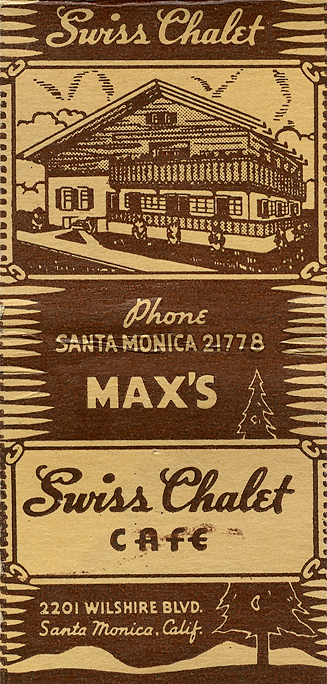 Swiss Chalet
Phone
SANTA MONICA 21778
MAX'S
Swiss Chalet
CAFE
2201 WILSHIRE BLVD.
Santa Monica, Calif.